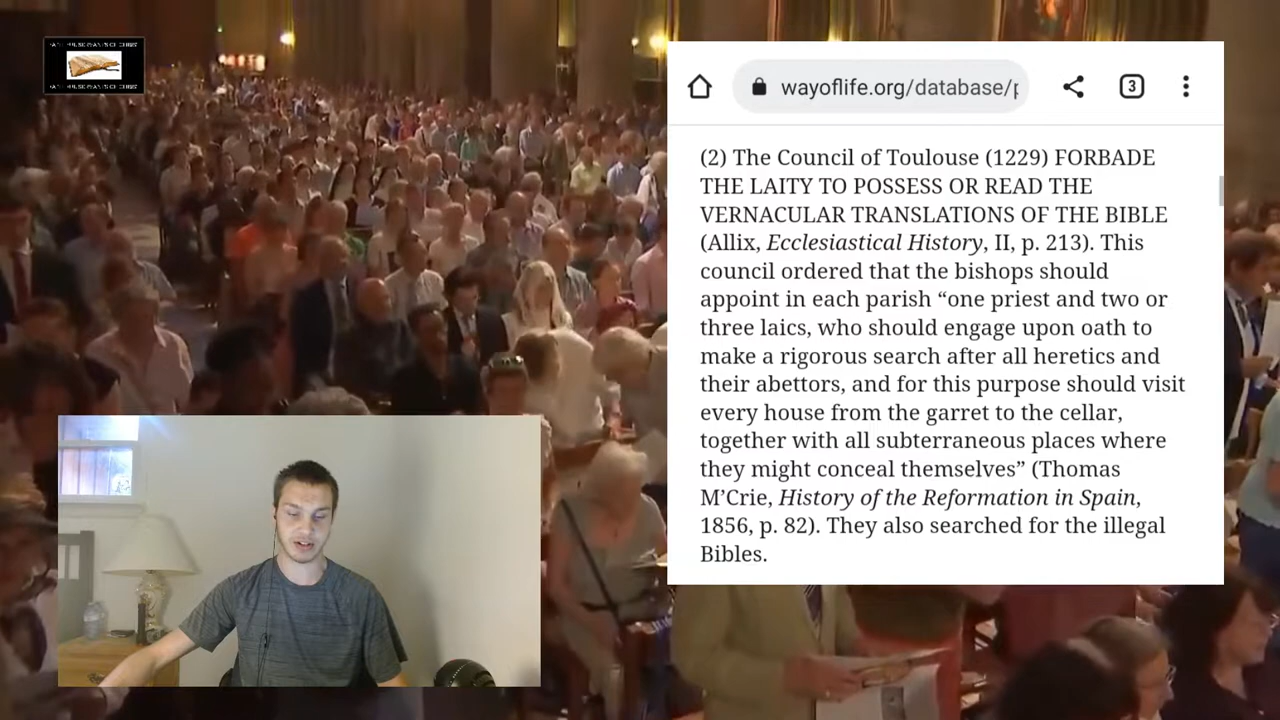 wayoflife.org/database/p
3
(2) The Council of Toulouse (1229) FORBADE
THE LAITY TO POSSESS OR READ THE
VERNACULAR TRANSLATIONS OF THE BIBLE
(Allix, Ecclesiastical History, II, p. 213). This
council ordered that the bishops should
appoint in each parish “one priest and two or
three laics, who should engage upon oath to
make a rigorous search after all heretics and
their abettors, and for this purpose should visit
every house from the garret to the cellar,
together with all subterraneous places where
they might conceal themselves” (Thomas
M’Crie, History of the Reformation in Spain,
1856, p. 82). They also searched for the illegal
Bibles.